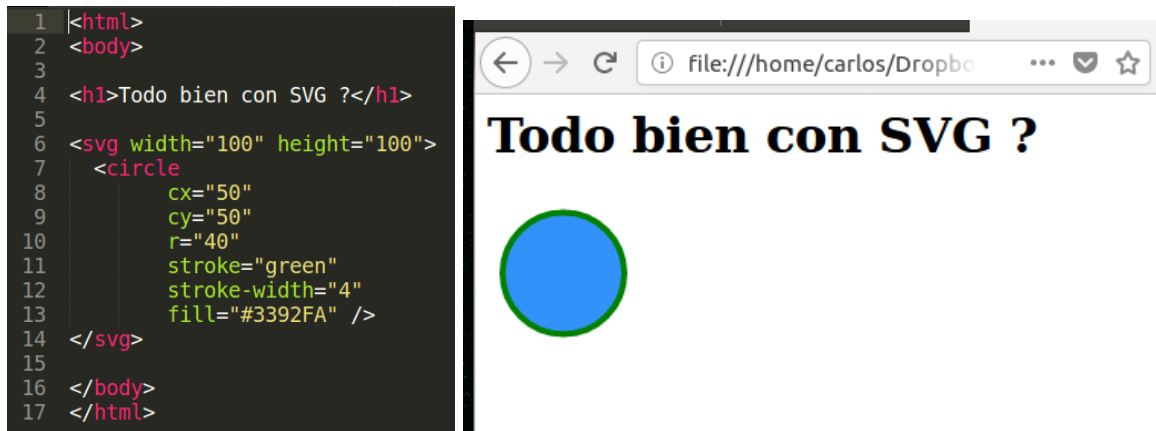 1 <html>
2 <body>
3
4 <h1>Todo bien con SVG ?</h1>
5
6 <svg width="100" height="100">
7 <circle
8 cx="50"
9 cy="50"
10 r="40"
11 stroke="green"
12 stroke-width="4"
13 fill="#3392FA" />
14 </svg>
15
16 </body>
17 </html>
file:///home/carlos/Dropbo
Todo bien con SVG ?